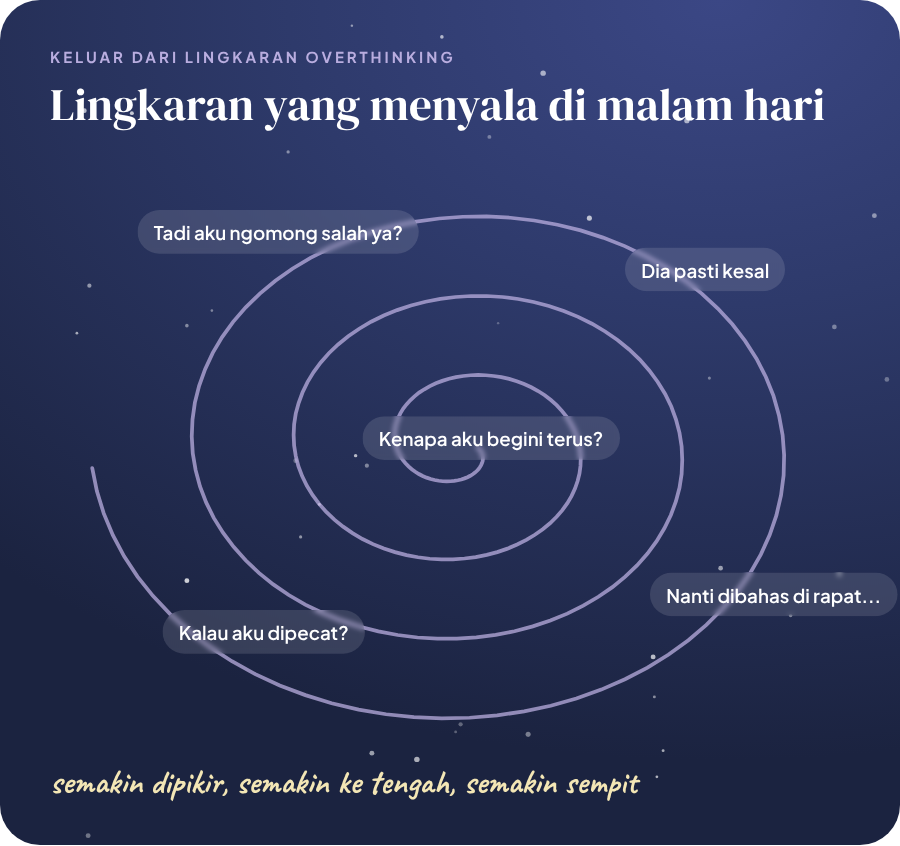 KELUAR DARI LINGKARAN OVERTHINKING
Lingkaran yang menyala di malam hari
Tadi aku ngomong salah ya?
Dia pasti kesal
Kenapa aku begini terus?
Nanti dibahas di rapat...
Kalau aku dipecat?
semakin dipikir, semakin ke tengah, semakin sempit